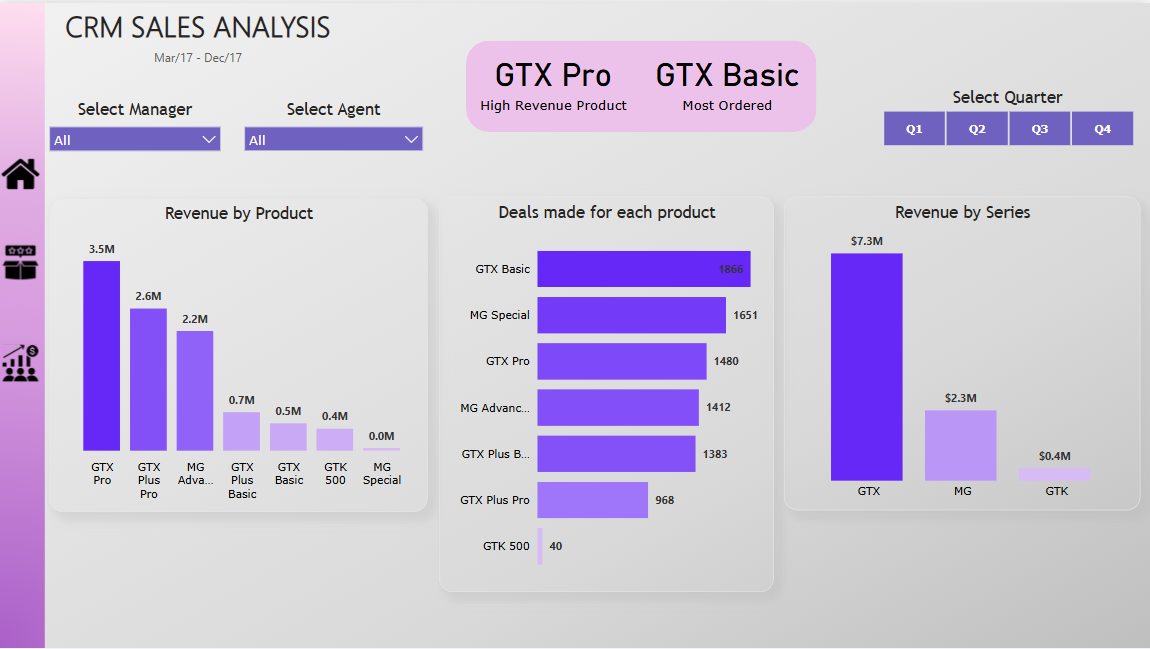 CRM SALES ANALYSIS
Mar/17 - Dec/17
GTX Pro
High Revenue Product
GTX Basic
Most Ordered
Select Manager
All
Select Agent
All
Select Quarter
Q1 Q2 Q3 Q4
Revenue by Product
3.5M
2.6M
2.2M
0.7M
0.5M
0.4M
0.0M
GTX
Pro
GTX
Plus
Pro
MG
Adva...
GTX
Plus
Basic
GTX
Basic
GTK
500
MG
Special
Deals made for each product
GTX Basic 1866
MG Special 1651
GTX Pro 1480
MG Advanc... 1412
GTX Plus B... 1383
GTX Plus Pro 968
GTK 500 40
Revenue by Series
$7.3M
$2.3M
$0.4M
GTX MG GTK